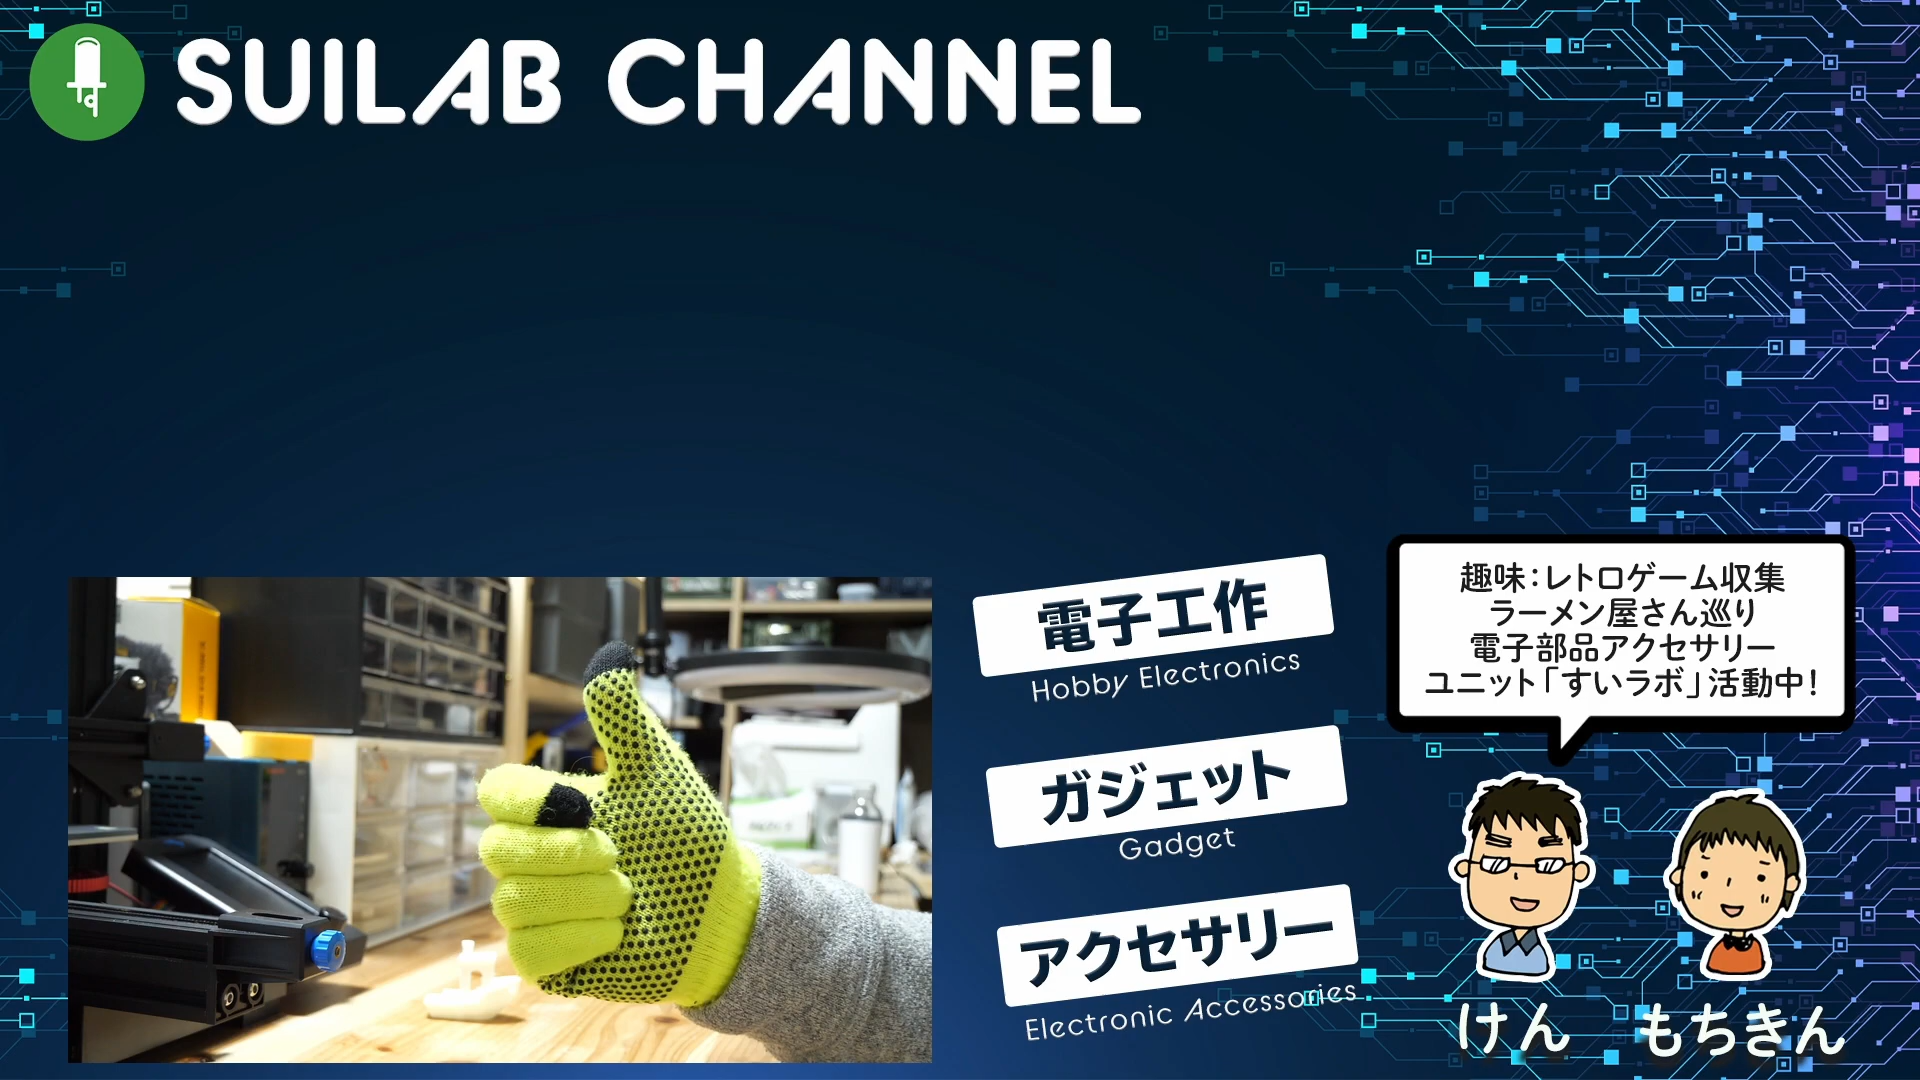 SUILAB CHANNEL
電子工作
Hobby Electronics
ガジェット
Gadget
アクセサリー
Electronic Accessories
趣味：レトロゲーム収集
ラーメン屋さん巡り
電子部品アクセサリー
ユニット「すいラボ」活動中！
けん
もちきん